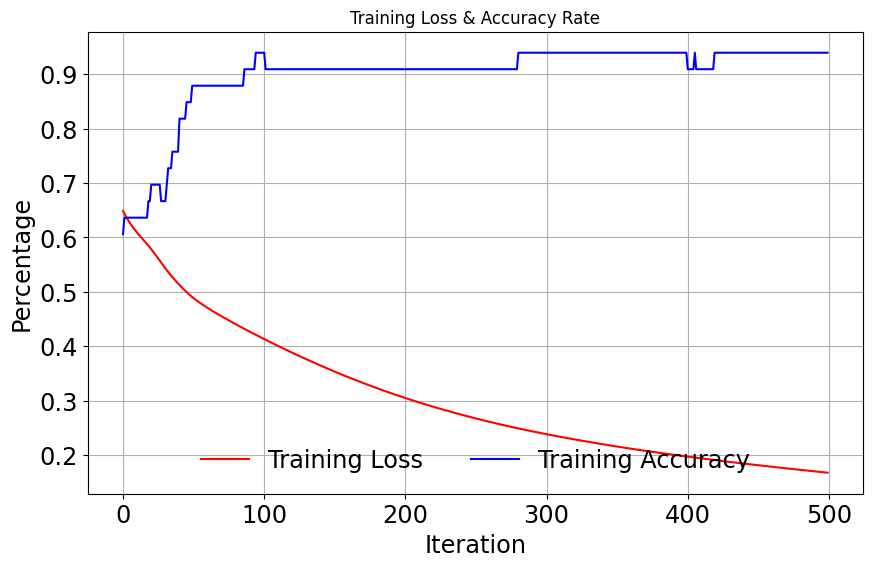 Training Loss & Accuracy Rate
Percentage
0.9
0.8
0.7
0.6
0.5
0.4
0.3
0.2
Training Loss
Training Accuracy
0 100 200 300 400 500
Iteration